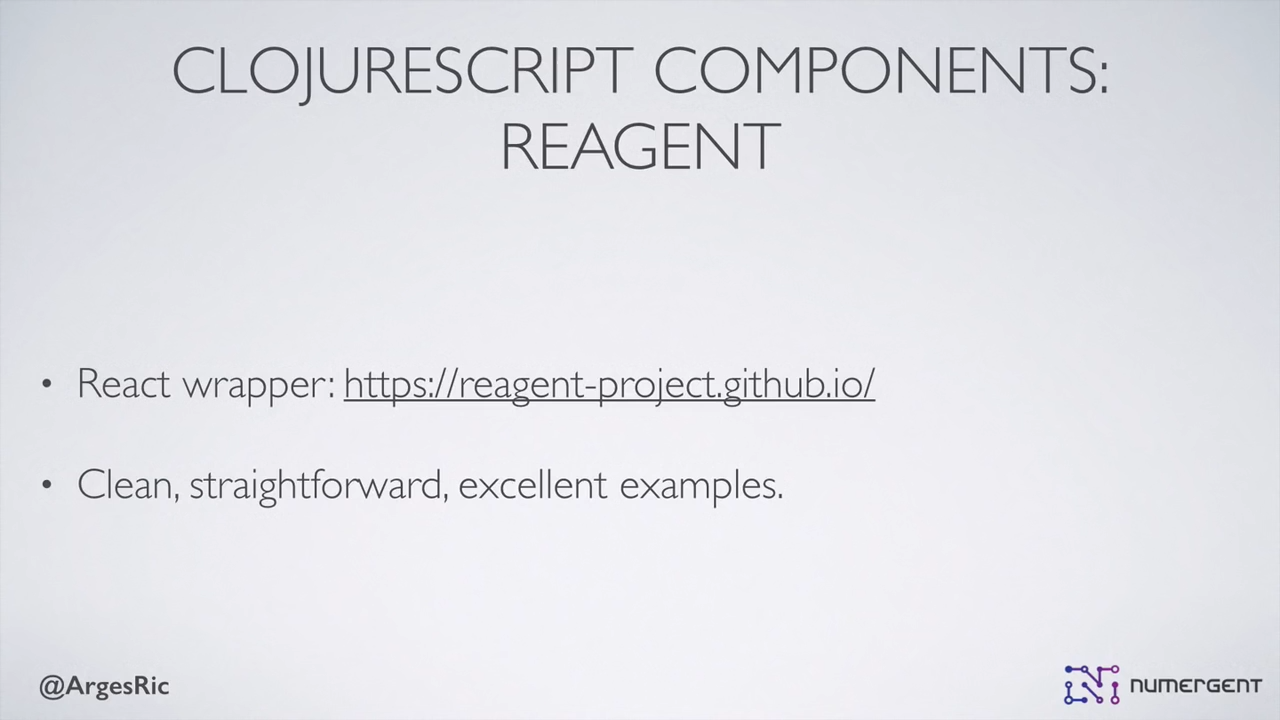 CLOJURESCRIPT COMPONENTS:
REAGENT
• React wrapper: https://reagent-project.github.io/
• Clean, straightforward, excellent examples.
@ArgesRic
NUMERGENT